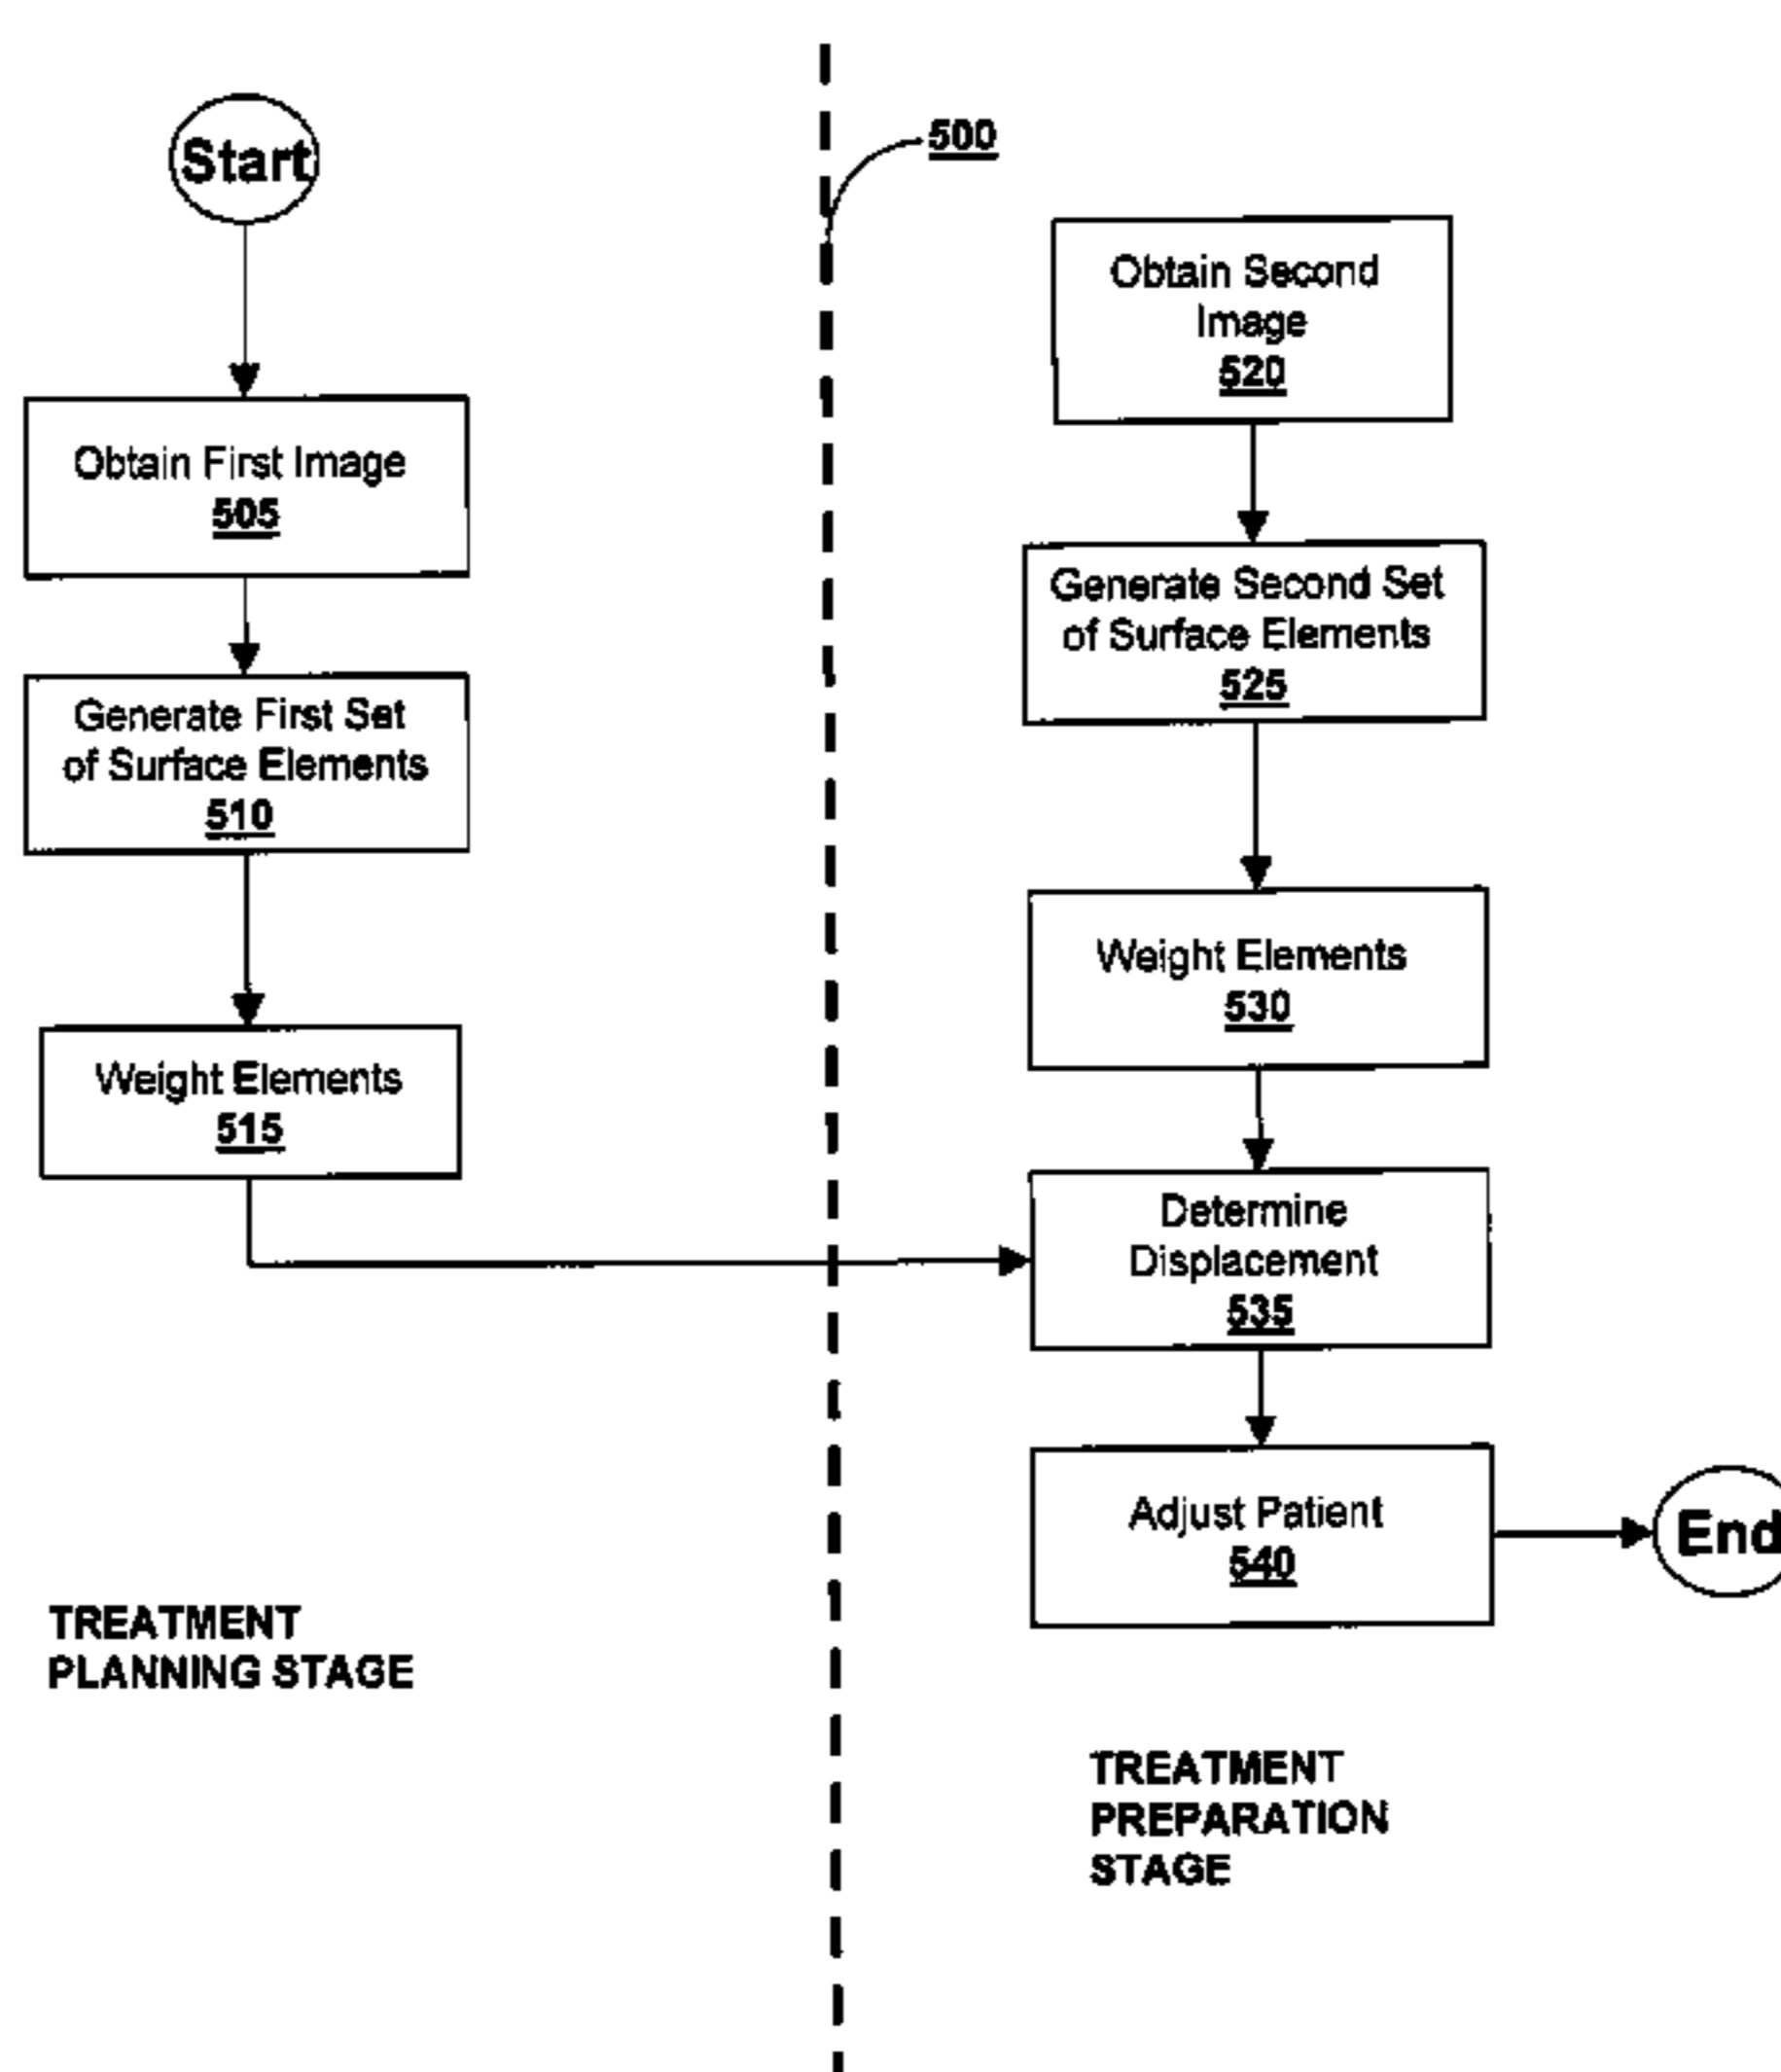 Start
Obtain First Image
505
Generate First Set
of Surface Elements
510
Weight Elements
515
TREATMENT
PLANNING STAGE
500
Obtain Second
Image
520
Generate Second Set
of Surface Elements
525
Weight Elements
530
Determine
Displacement
535
Adjust Patient
540
End
TREATMENT
PREPARATION
STAGE